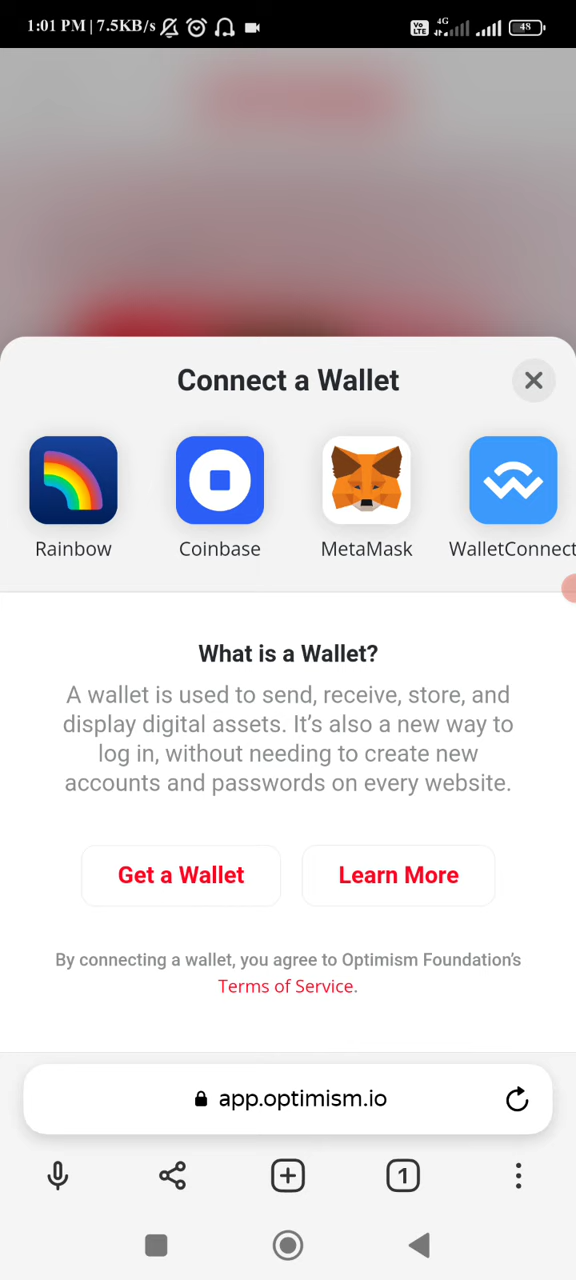 1:01 PM | 7.5KB/s
Vo LTE 4G 48
Connect a Wallet
Rainbow Coinbase MetaMask WalletConnect
What is a Wallet?
A wallet is used to send, receive, store, and
display digital assets. It’s also a new way to
log in, without needing to create new
accounts and passwords on every website.
Get a Wallet Learn More
By connecting a wallet, you agree to Optimism Foundation’s
Terms of Service.
app.optimism.io
1